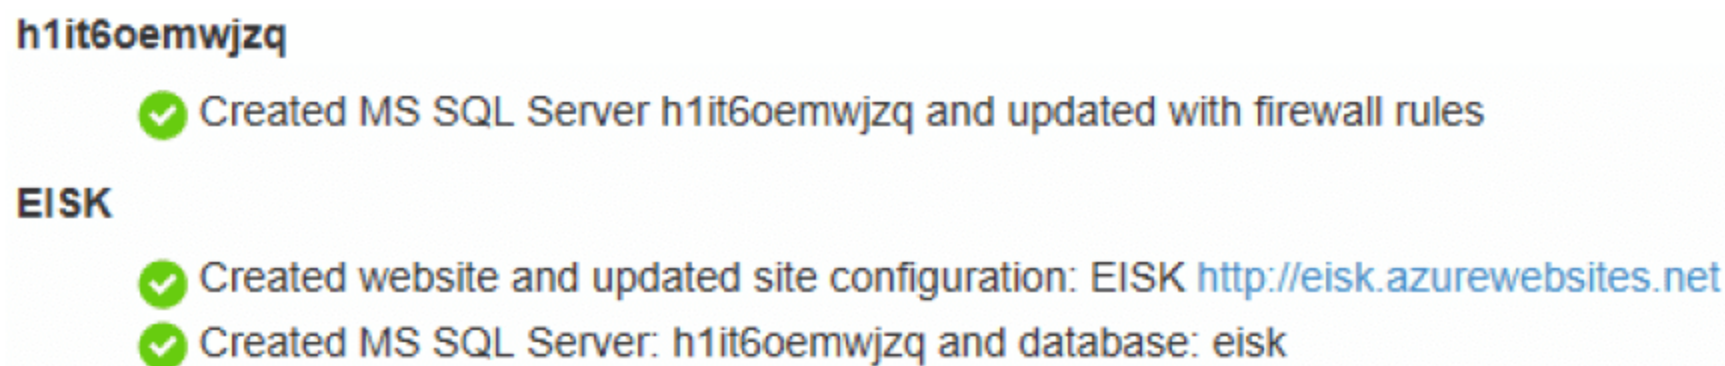 h1it6oemwjzq
Created MS SQL Server h1it6oemwjzq and updated with firewall rules
EISK
Created website and updated site configuration: EISK http://eisk.azurewebsites.net
Created MS SQL Server: h1it6oemwjzq and database: eisk